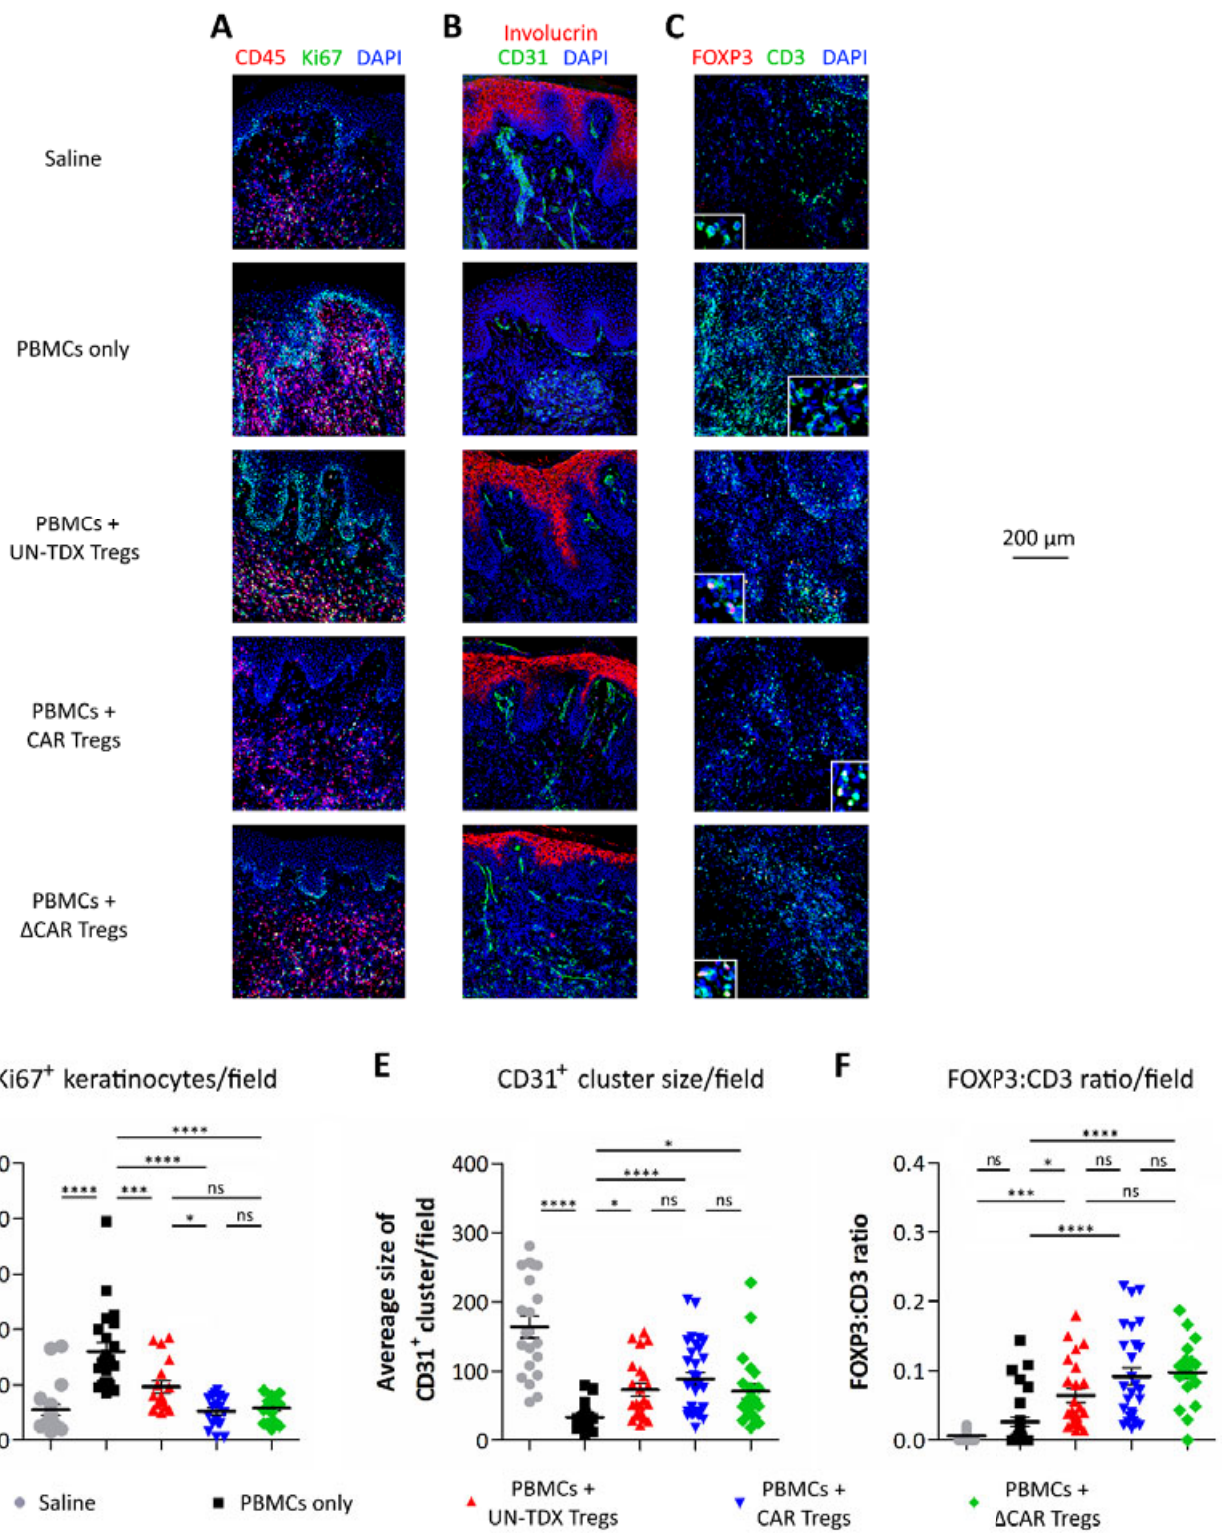 A
B
C
Involucrin
CD45 Ki67 DAPI
CD31 DAPI
FOXP3 CD3 DAPI
Saline
PBMCs only
PBMCs +
UN-TDX Tregs
200 µm
PBMCs +
CAR Tregs
PBMCs +
ΔCAR Tregs
Ki67+ keratinocytes/field
****
****
****
***
ns
*
ns
0
0
0
0
E
CD31+ cluster size/field
Avereage size of
CD31+ cluster/field
400
300
200
100
0
*
****
****
*
ns
ns
F
FOXP3:CD3 ratio/field
FOXP3:CD3 ratio
0.4
0.3
0.2
0.1
0.0
****
ns
*
ns
ns
***
ns
****
Saline
PBMCs only
PBMCs +
UN-TDX Tregs
PBMCs +
CAR Tregs
PBMCs +
ΔCAR Tregs